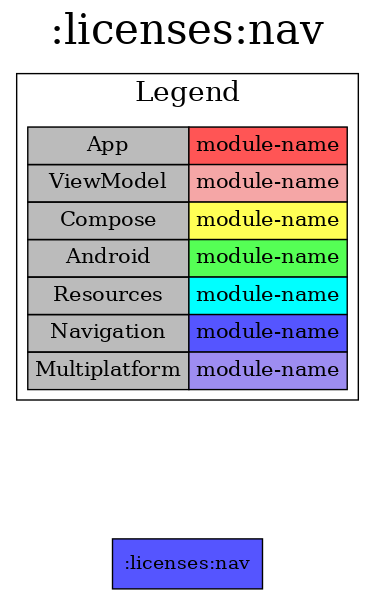 :licenses:nav
Legend
App module-name
ViewModel module-name
Compose module-name
Android module-name
Resources module-name
Navigation module-name
Multiplatform module-name
:licenses:nav